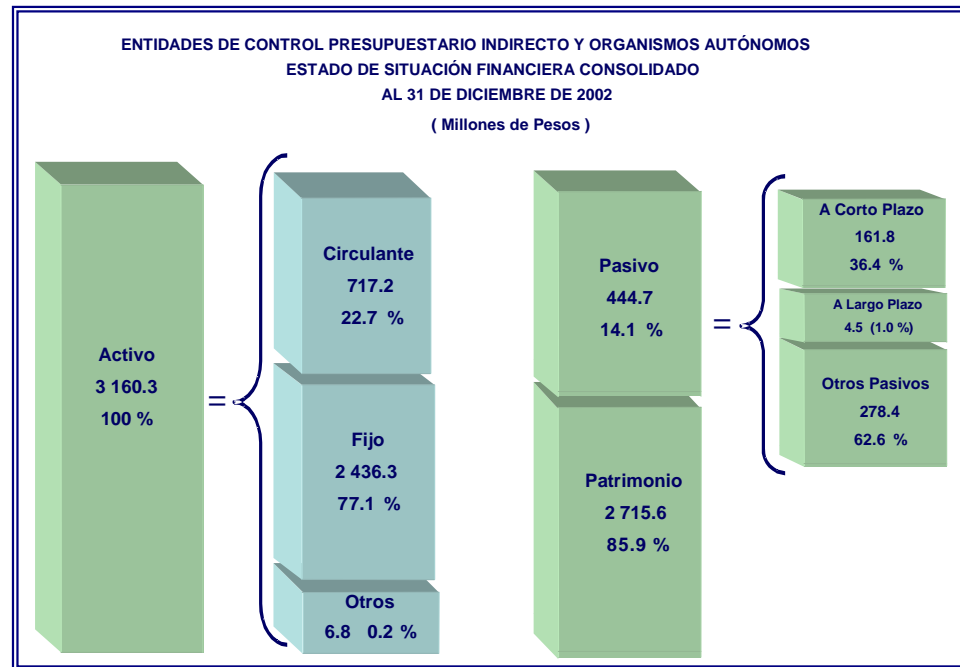 ENTIDADES DE CONTROL PRESUPUESTARIO INDIRECTO Y ORGANISMOS AUTÓNOMOS
ESTADO DE SITUACIÓN FINANCIERA CONSOLIDADO
AL 31 DE DICIEMBRE DE 2002
( Millones de Pesos )
Activo
3 160.3
100 %
=
Circulante
717.2
22.7 %
Fijo
2 436.3
77.1 %
Otros
6.8 0.2 %
Pasivo
444.7
14.1 %
Patrimonio
2 715.6
85.9 %
=
A Corto Plazo
161.8
36.4 %
A Largo Plazo
4.5 (1.0 %)
Otros Pasivos
278.4
62.6 %